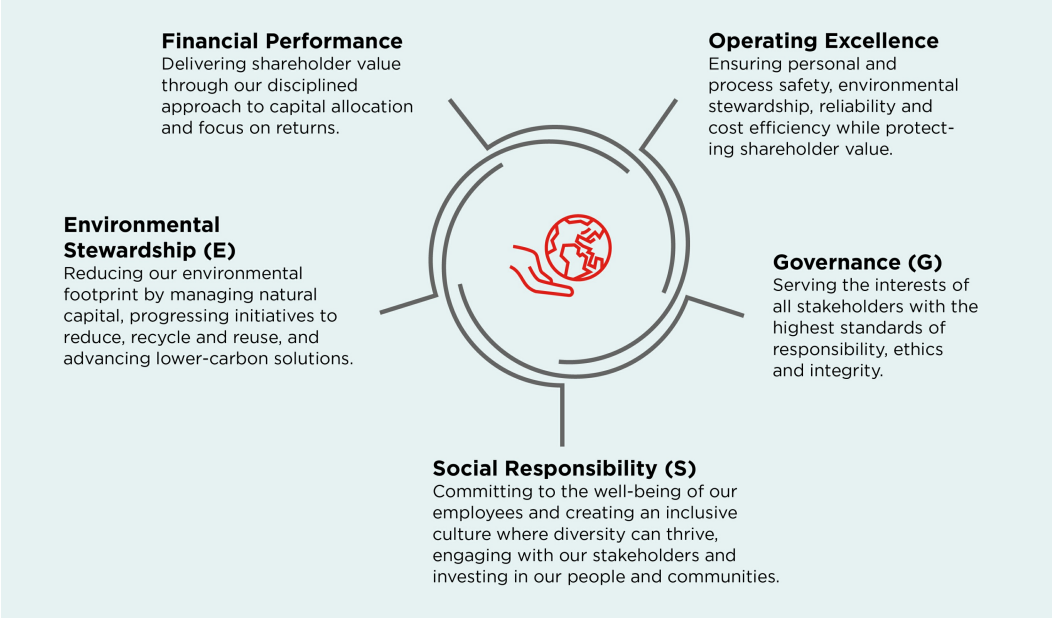 Financial Performance
Delivering shareholder value
through our disciplined
approach to capital allocation
and focus on returns.
Operating Excellence
Ensuring personal and
process safety, environmental
stewardship, reliability and
cost efficiency while protect-
ing shareholder value.
Environmental
Stewardship (E)
Reducing our environmental
footprint by managing natural
capital, progressing initiatives to
reduce, recycle and reuse, and
advancing lower-carbon solutions.
Governance (G)
Serving the interests of
all stakeholders with the
highest standards of
responsibility, ethics
and integrity.
Social Responsibility (S)
Committing to the well-being of our
employees and creating an inclusive
culture where diversity can thrive,
engaging with our stakeholders and
investing in our people and communities.